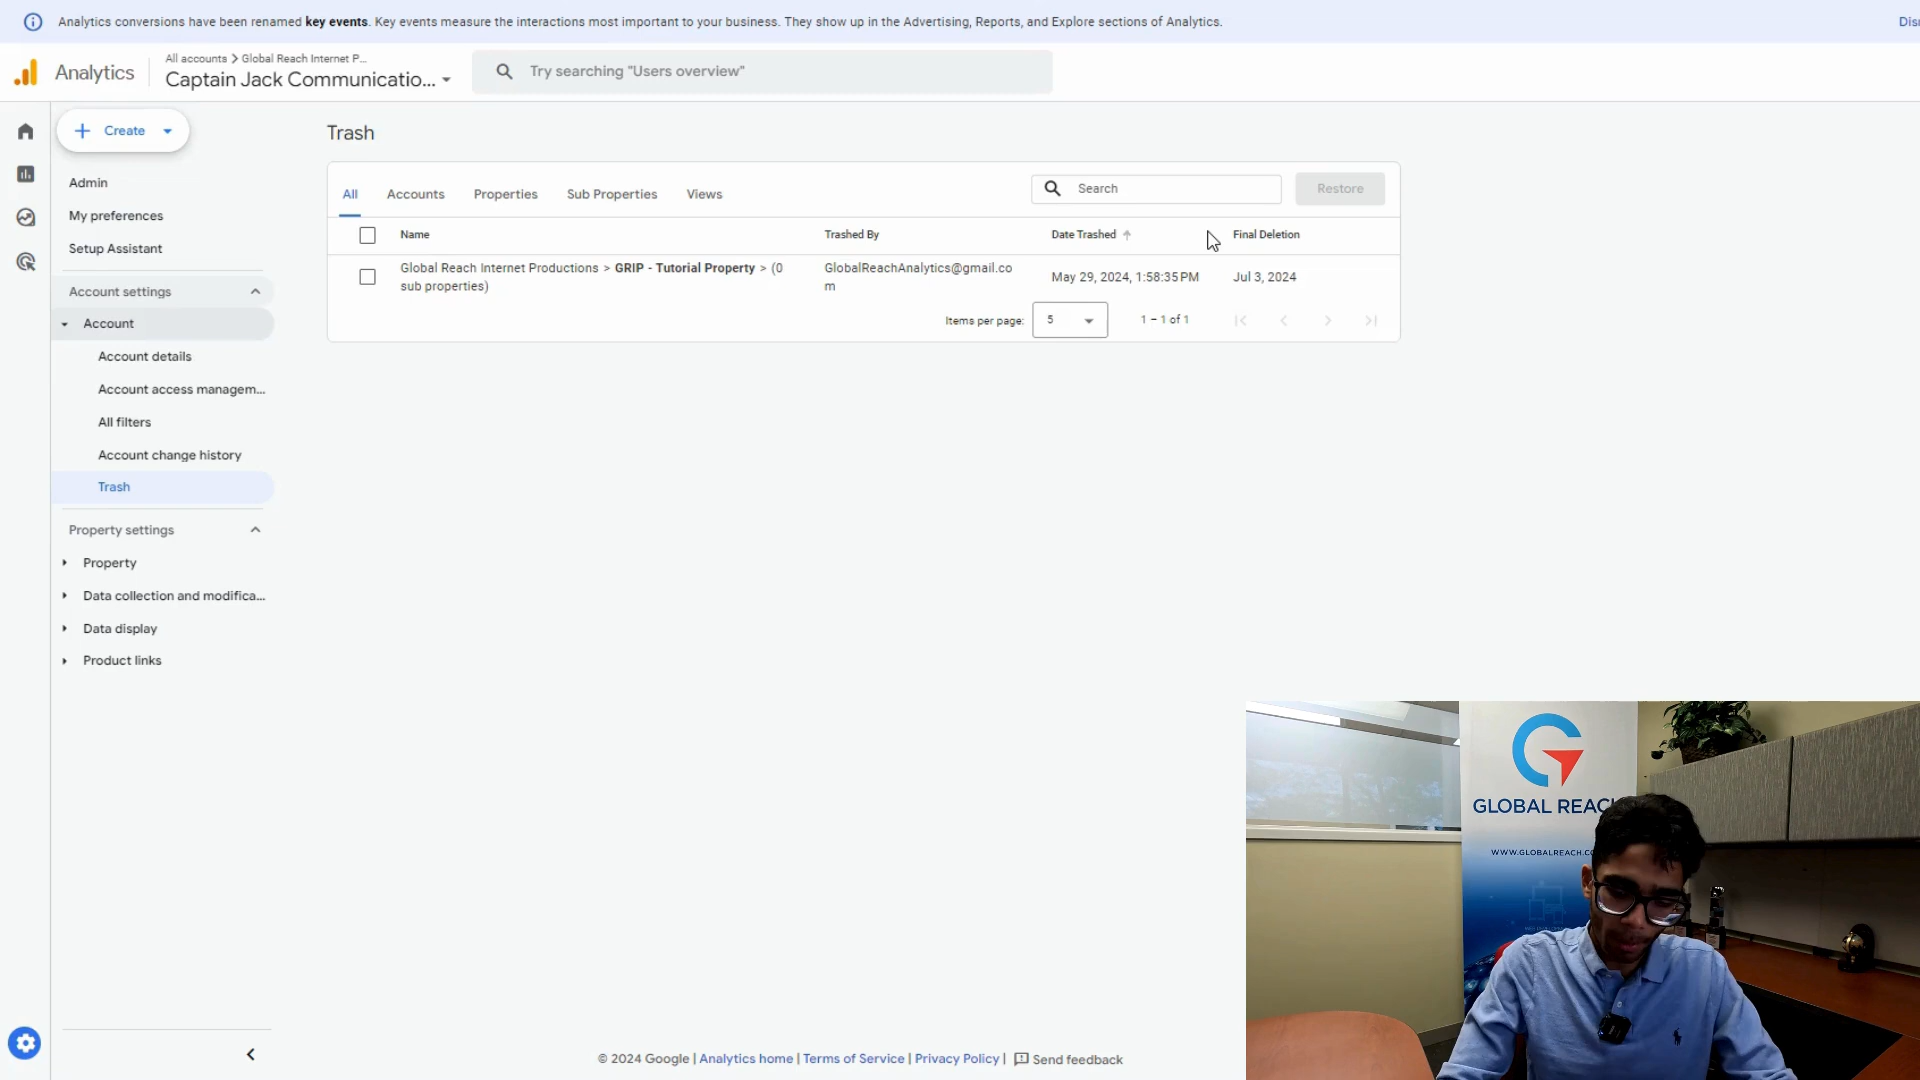 Analytics conversions have been renamed key events. Key events measure the interactions most important to your business. They show up in the Advertising, Reports, and Explore sections of Analytics.
Analytics
All accounts > Global Reach Internet P...
Captain Jack Communicatio...
Try searching "Users overview"
Create
Admin
My preferences
Setup Assistant
Account settings
Account
Account details
Account access managem...
All filters
Account change history
Trash
Property settings
Property
Data collection and modifica...
Data display
Product links
Trash
All Accounts Properties Sub Properties Views
Search
Restore
Name Trashed By Date Trashed Final Deletion
Global Reach Internet Productions > GRIP - Tutorial Property > (0
sub properties)
GlobalReachAnalytics@gmail.co
m
May 29, 2024, 1:58:35 PM
Jul 3, 2024
Items per page: 5 1 – 1 of 1
© 2024 Google | Analytics home | Terms of Service | Privacy Policy | Send feedback
GLOBAL REACH